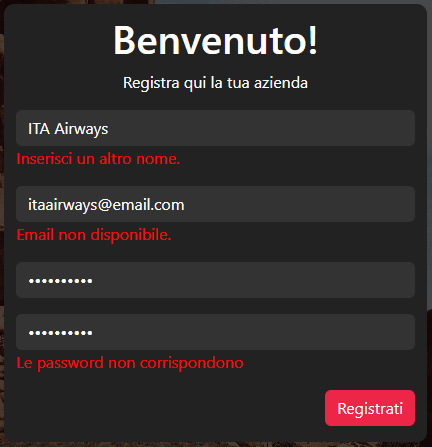 Benvenuto!
Registra qui la tua azienda
ITA Airways
Inserisci un altro nome.
itaairways@email.com
Email non disponibile.
••••••••••
••••••••••
Le password non corrispondono
Registrati